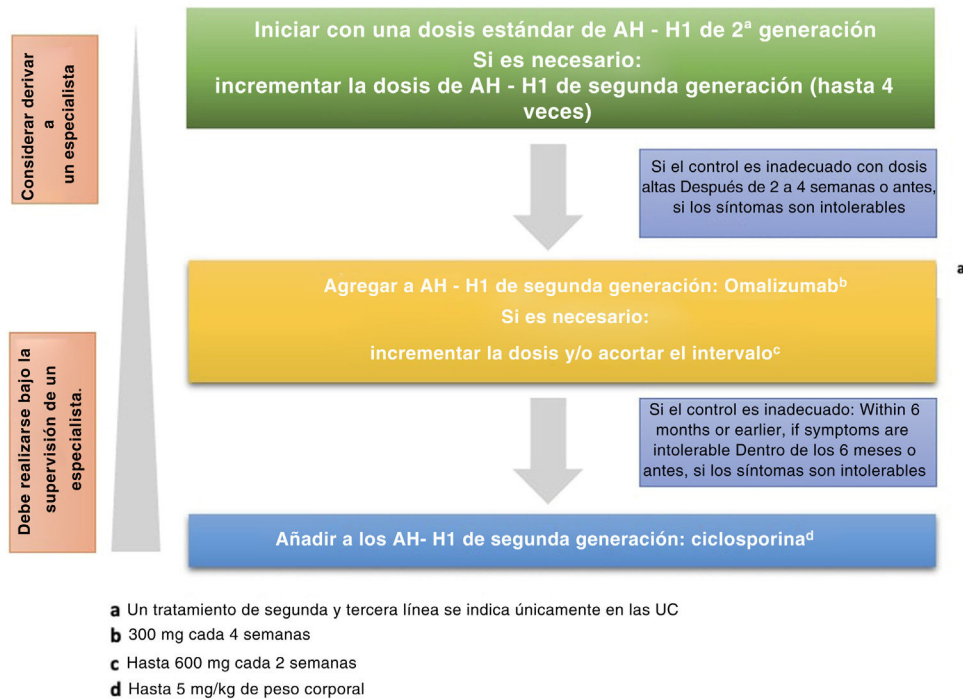 Considerar derivar
a
un especialista
Iniciar con una dosis estándar de AH - H1 de 2ª generación
Si es necesario:
incrementar la dosis de AH - H1 de segunda generación (hasta 4
veces)
Si el control es inadecuado con dosis
altas Después de 2 a 4 semanas o antes,
si los síntomas son intolerables
Agregar a AH - H1 de segunda generación: Omalizumabᵇ
Si es necesario:
incrementar la dosis y/o acortar el intervaloᶜ
a
Debe realizarse bajo la
supervisión de un
especialista.
Si el control es inadecuado: Within 6
months or earlier, if symptoms are
intolerable Dentro de los 6 meses o
antes, si los síntomas son intolerables
Añadir a los AH- H1 de segunda generación: ciclosporinaᵈ
a Un tratamiento de segunda y tercera línea se indica únicamente en las UC
b 300 mg cada 4 semanas
c Hasta 600 mg cada 2 semanas
d Hasta 5 mg/kg de peso corporal